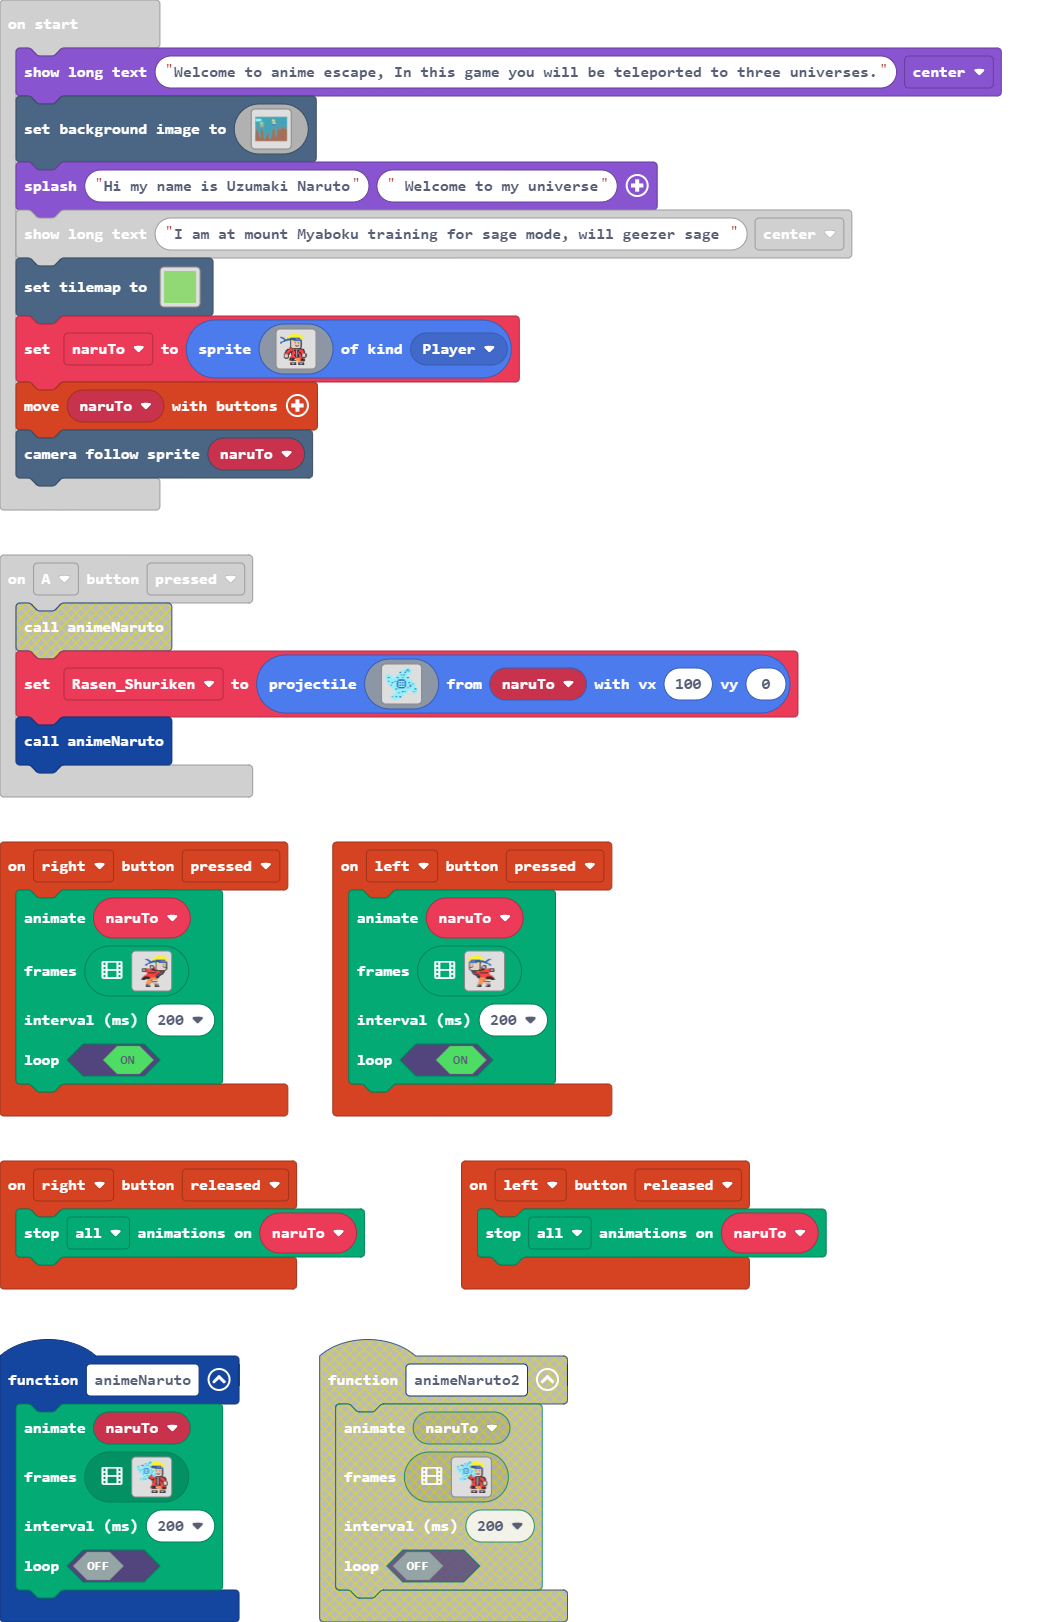 on start
show long text "Welcome to anime escape, In this game you will be teleported to three universes." center
set background image to
splash "Hi my name is Uzumaki Naruto" " Welcome to my universe"
show long text "I am at mount Myaboku training for sage mode, will geezer sage " center
set tilemap to
set naruTo to sprite of kind Player
move naruTo with buttons
camera follow sprite naruTo
on A button pressed
call animeNaruto
set Rasen_Shuriken to projectile from naruTo with vx 100 vy 0
call animeNaruto
on right button pressed
animate naruTo
frames
interval (ms) 200
loop ON
on left button pressed
animate naruTo
frames
interval (ms) 200
loop ON
on right button released
stop all animations on naruTo
on left button released
stop all animations on naruTo
function animeNaruto
animate naruTo
frames
interval (ms) 200
loop OFF
function animeNaruto2
animate naruTo
frames
interval (ms) 200
loop OFF